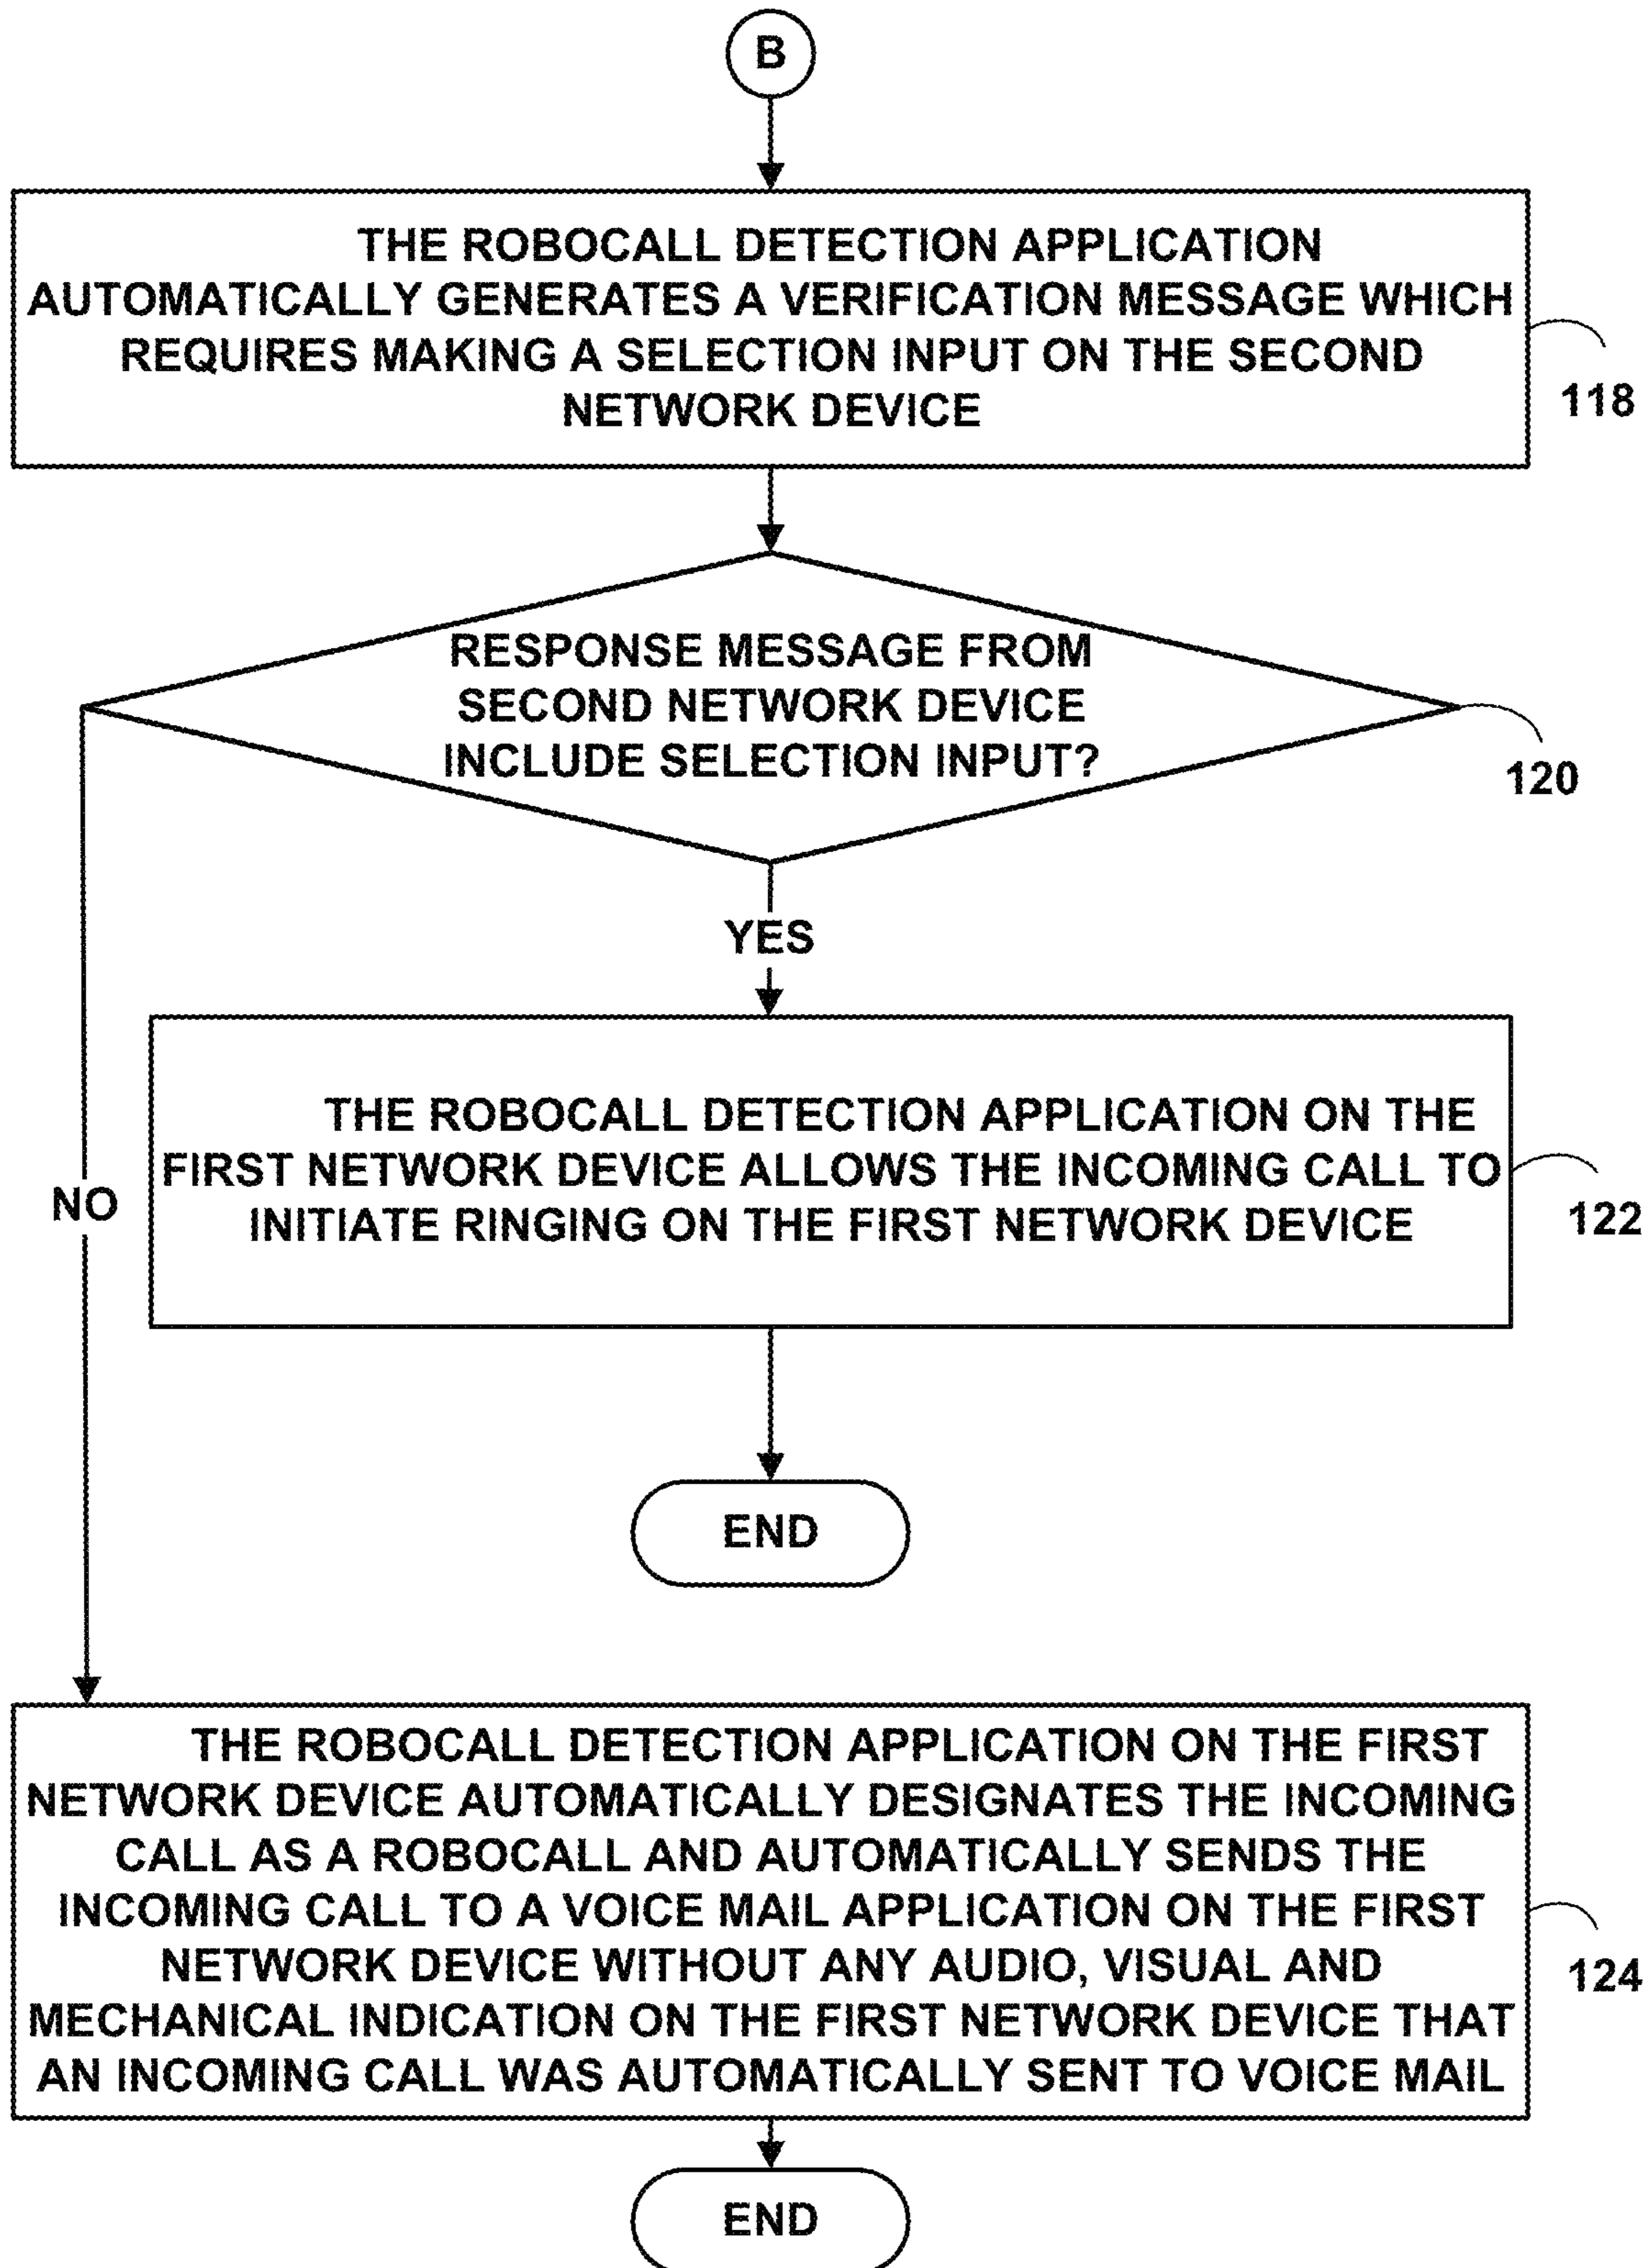 B
THE ROBOCALL DETECTION APPLICATION
AUTOMATICALLY GENERATES A VERIFICATION MESSAGE WHICH
REQUIRES MAKING A SELECTION INPUT ON THE SECOND
NETWORK DEVICE
118
RESPONSE MESSAGE FROM
SECOND NETWORK DEVICE
INCLUDE SELECTION INPUT?
120
YES
THE ROBOCALL DETECTION APPLICATION ON THE
FIRST NETWORK DEVICE ALLOWS THE INCOMING CALL TO
INITIATE RINGING ON THE FIRST NETWORK DEVICE
122
NO
END
THE ROBOCALL DETECTION APPLICATION ON THE FIRST
NETWORK DEVICE AUTOMATICALLY DESIGNATES THE INCOMING
CALL AS A ROBOCALL AND AUTOMATICALLY SENDS THE
INCOMING CALL TO A VOICE MAIL APPLICATION ON THE FIRST
NETWORK DEVICE WITHOUT ANY AUDIO, VISUAL AND
MECHANICAL INDICATION ON THE FIRST NETWORK DEVICE THAT
AN INCOMING CALL WAS AUTOMATICALLY SENT TO VOICE MAIL
124
END